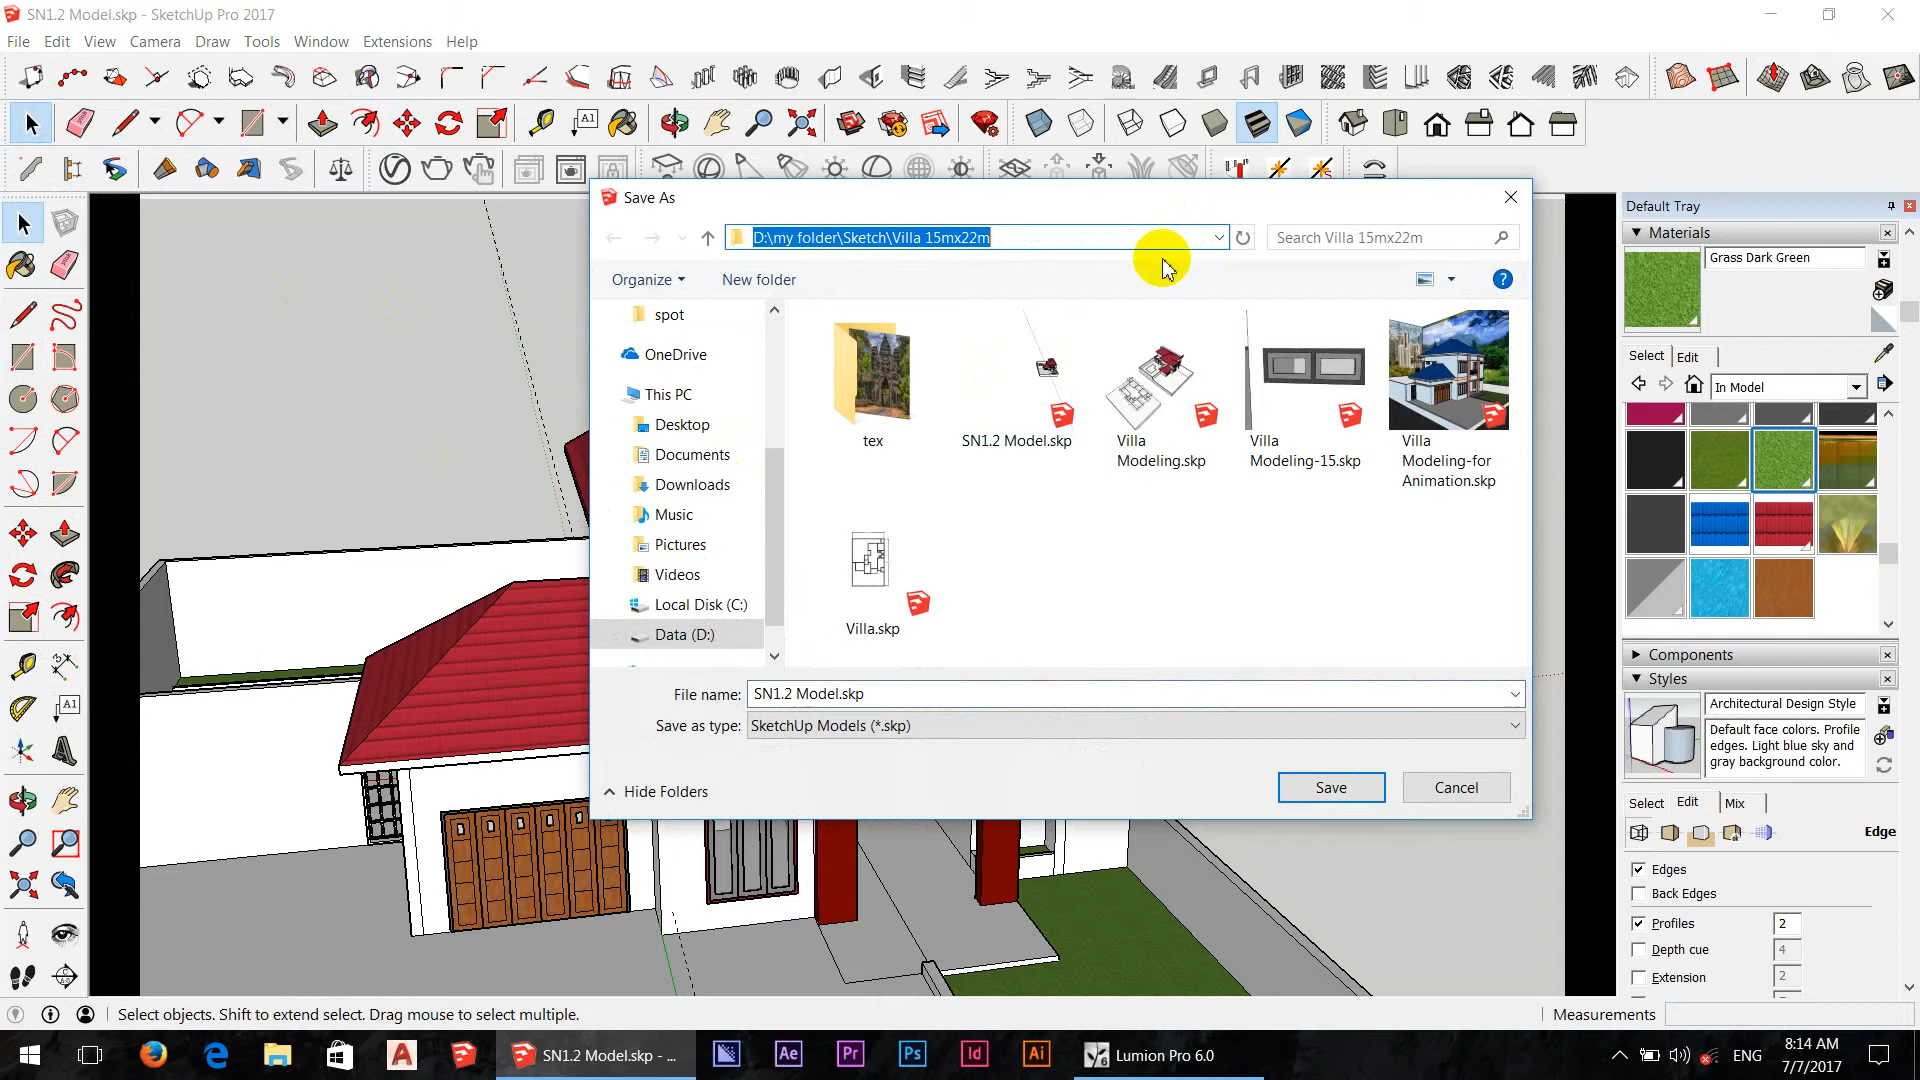 SN1.2 Model.skp - SketchUp Pro 2017
File Edit View Camera Draw Tools Window Extensions Help
A1
Default Tray
Materials
Grass Dark Green
Select Edit
In Model
Components
Styles
Architectural Design Style
Default face colors. Profile
edges. Light blue sky and
gray background color.
Select Edit Mix
Edge
Edges
Back Edges
Profiles 2
Depth cue 4
Extension 2
Save As
D:\my folder\Sketch\Villa 15mx22m
Search Villa 15mx22m
Organize New folder
spot
OneDrive
This PC
Desktop
Documents
Downloads
Music
Pictures
Videos
Local Disk (C:)
Data (D:)
tex
SN1.2 Model.skp
Villa
Modeling.skp
Villa
Modeling-15.skp
Villa
Modeling-for
Animation.skp
Villa.skp
File name: SN1.2 Model.skp
Save as type: SketchUp Models (*.skp)
Hide Folders
Save Cancel
A1
Select objects. Shift to extend select. Drag mouse to select multiple.
Measurements
SN1.2 Model.skp - ...
Ae
Pr
Ps
Id
Ai
Lumion Pro 6.0
ENG
8:14 AM
7/7/2017